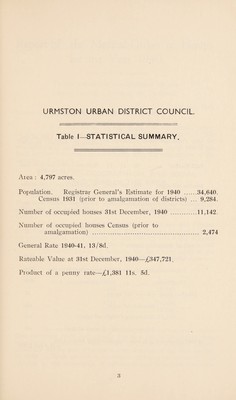 URMSTON URBAN DISTRICT COUNCIL.
Table I—STATISTICAL SUMMARY.
Area : 4,797 acres.
Population. Registrar General's Estimate for 1940 ......34,640.
Census 1931 (prior to amalgamation of districts) ... 9,284.
Number of occupied houses 31st December, 1940 ............11,142.
Number of occupied houses Census (prior to
amalgamation) ................................................ 2,474
General Rate 1940-41, 13/8d.
Rateable Value at 31st December, 1940—£347,721.
Product of a penny rate—£1,381 11s. 5d.
3